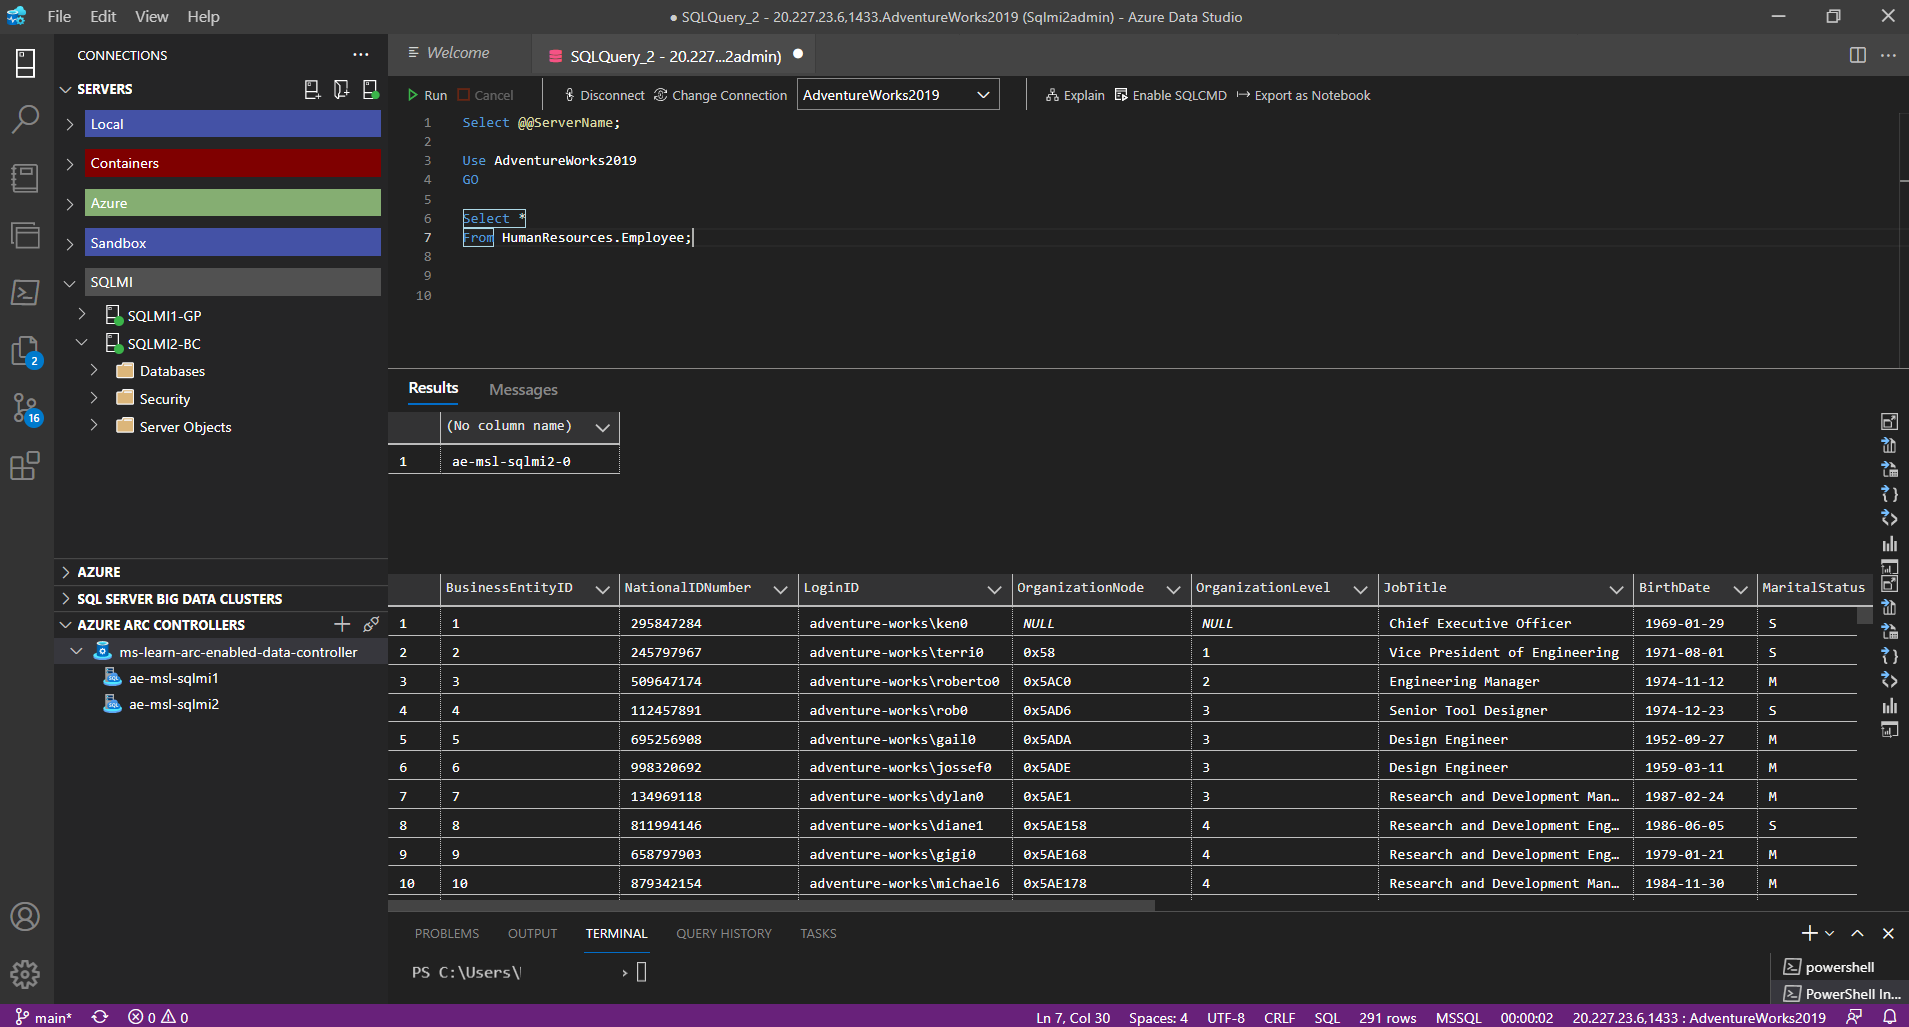 File Edit View Help
● SQLQuery_2 - 20.227.23.6,1433.AdventureWorks2019 (Sqlmi2admin) - Azure Data Studio
CONNECTIONS
SERVERS
Local
Containers
Azure
Sandbox
SQLMI
SQLMI1-GP
SQLMI2-BC
Databases
Security
Server Objects
2
16
AZURE
SQL SERVER BIG DATA CLUSTERS
AZURE ARC CONTROLLERS
ms-learn-arc-enabled-data-controller
ae-msl-sqlmi1
ae-msl-sqlmi2
Welcome
SQLQuery_2 - 20.227...2admin)
Run Cancel Disconnect Change Connection AdventureWorks2019 Explain Enable SQLCMD Export as Notebook
1 Select @@ServerName;
2
3 Use AdventureWorks2019
4 GO
5
6 Select *
7 From HumanResources.Employee;
8
9
10
Results Messages
(No column name)
1 ae-msl-sqlmi2-0
BusinessEntityID NationalIDNumber LoginID OrganizationNode OrganizationLevel JobTitle BirthDate MaritalStatus
1 1 295847284 adventure-works\ken0 NULL NULL Chief Executive Officer 1969-01-29 S
2 2 245797967 adventure-works\terri0 0x58 1 Vice President of Engineering 1971-08-01 S
3 3 509647174 adventure-works\roberto0 0x5AC0 2 Engineering Manager 1974-11-12 M
4 4 112457891 adventure-works\rob0 0x5AD6 3 Senior Tool Designer 1974-12-23 S
5 5 695256908 adventure-works\gail0 0x5ADA 3 Design Engineer 1952-09-27 M
6 6 998320692 adventure-works\jossef0 0x5ADE 3 Design Engineer 1959-03-11 M
7 7 134969118 adventure-works\dylan0 0x5AE1 3 Research and Development Man… 1987-02-24 M
8 8 811994146 adventure-works\diane1 0x5AE158 4 Research and Development Eng… 1986-06-05 S
9 9 658797903 adventure-works\gigi0 0x5AE168 4 Research and Development Eng… 1979-01-21 M
10 10 879342154 adventure-works\michael6 0x5AE178 4 Research and Development Man… 1984-11-30 M
PROBLEMS OUTPUT TERMINAL QUERY HISTORY TASKS
PS C:\Users\ >
powershell
PowerShell In...
main* 0 0
Ln 7, Col 30 Spaces: 4 UTF-8 CRLF SQL 291 rows MSSQL 00:00:02 20.227.23.6,1433 : AdventureWorks2019